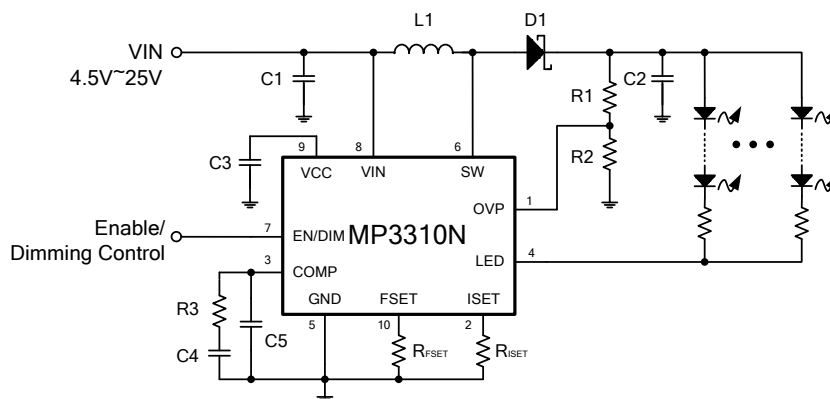 L1
D1
VIN
4.5V~25V
C1
R1
C2
R2
C3
9
8
6
VCC
VIN
SW
1
OVP
Enable/
Dimming Control
7
EN/DIM
MP3310N
LED
4
3
COMP
R3
C4
C5
GND
FSET
ISET
5
10
2
RFSET
RISET